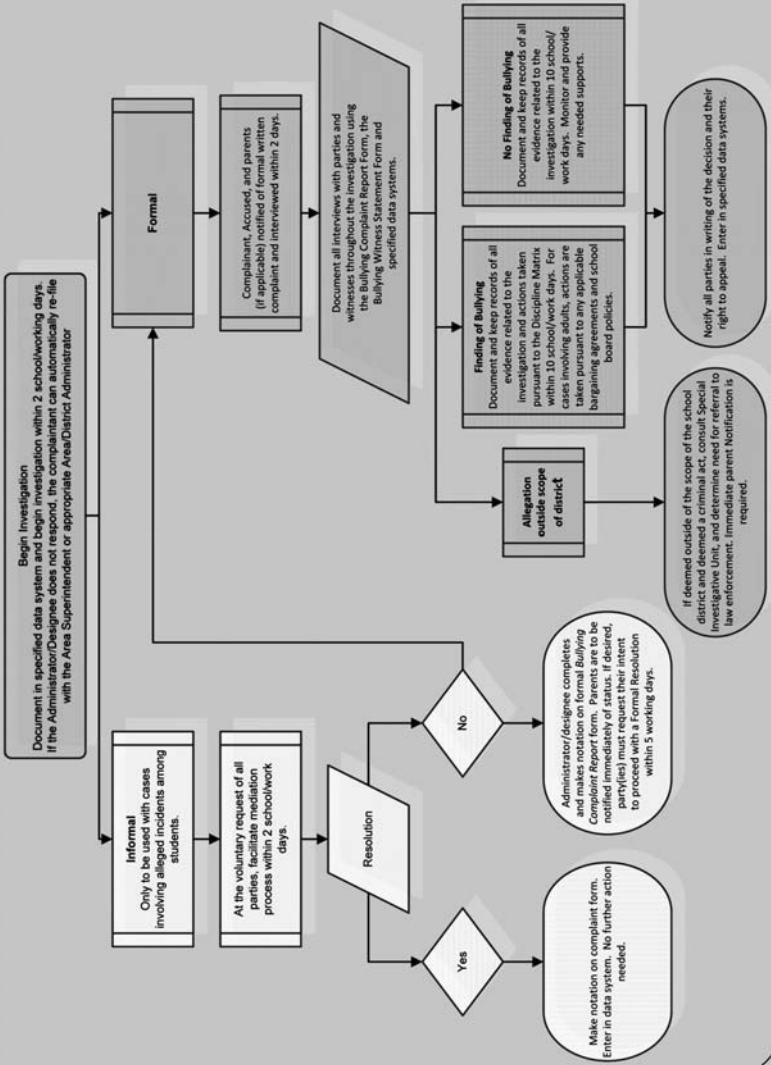 Begin Investigation
Document in specified data system and begin investigation within 2 school/working days.
If the Administrator/Designee does not respond, the complainant can automatically re-file
with the Area Superintendent or appropriate Area/District Administrator
Informal
Only to be used with cases
involving alleged incidents among
students.
At the voluntary request of all
parties, facilitate mediation
process within 2 school/work
days.
Resolution
Yes
No
Make notation on complaint form.
Enter in data system. No further action
needed.
Administrator/designee completes
and makes notation on formal Bullying
Complaint Report form. Parents are to be
notified immediately of status. If desired,
party(ies) must request their intent
to proceed with a Formal Resolution
within 5 working days.
Formal
Complainant, Accused, and parents
(if applicable) notified of formal written
complaint and interviewed within 2 days.
Document all interviews with parties and
witnesses throughout the investigation using
the Bullying Complaint Report Form, the
Bullying Witness Statement Form and
specified data systems.
Allegation
outside scope
of district
If deemed outside of the scope of the school
district and deemed a criminal act, consult Special
Investigative Unit, and determine need for referral to
law enforcement. Immediate parent Notification is
required.
Finding of Bullying
Document and keep records of all
evidence related to the
investigation and actions taken
pursuant to the Discipline Matrix
within 10 school/work days. For
cases involving adults, actions are
taken pursuant to any applicable
bargaining agreements and school
board policies.
No Finding of Bullying
Document and keep records of all
evidence related to the
investigation within 10 school/
work days. Monitor and provide
any needed supports.
Notify all parties in writing of the decision and their
right to appeal. Enter in specified data systems.